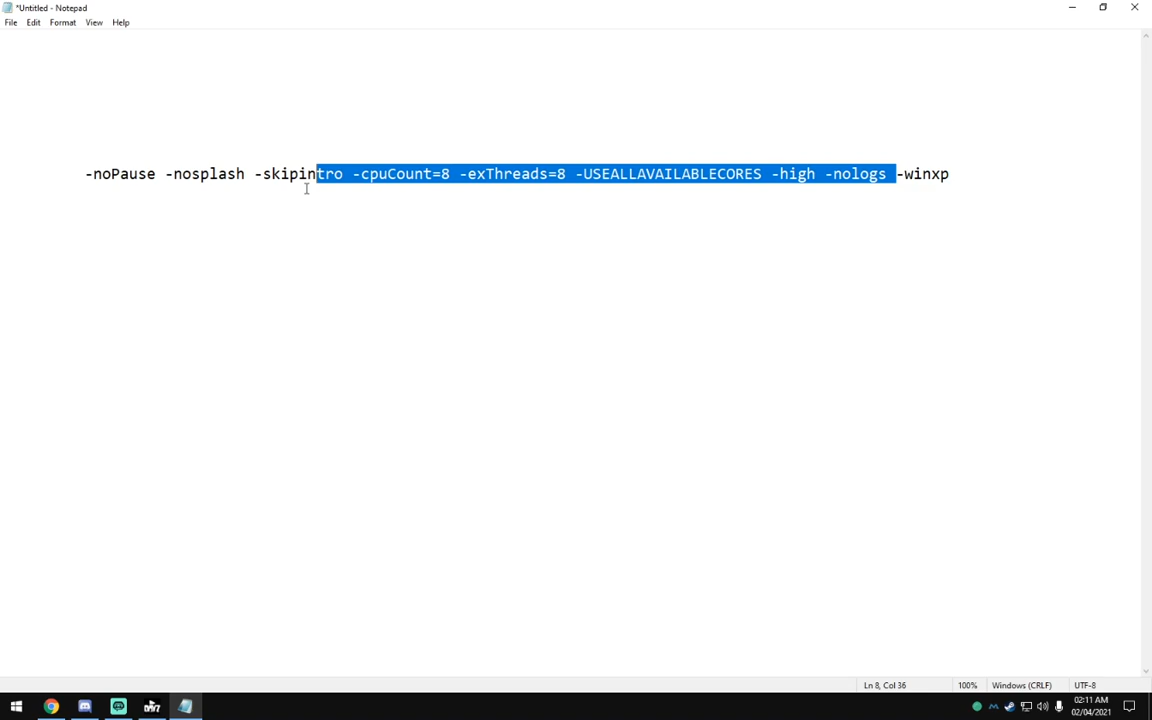 *Untitled - Notepad
File Edit Format View Help
-noPause -nosplash -skipintro -cpuCount=8 -exThreads=8 -USEALLAVAILABLECORES -high -nologs -winxp
Ln 8, Col 36 100% Windows (CRLF) UTF-8
02:11 AM
02/04/2021